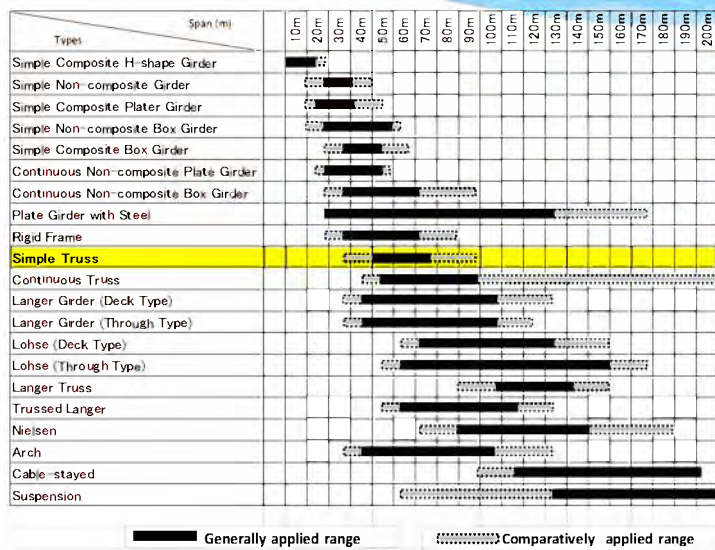 Span (m)
Types
10m 20m 30m 40m 50m 60m 70m 80m 90m 100m 110m 120m 130m 140m 150m 160m 170m 180m 190m 200m
Simple Composite H-shape Girder
Simple Non-composite Girder
Simple Composite Plater Girder
Simple Non-composite Box Girder
Simple Composite Box Girder
Continuous Non-composite Plate Girder
Continuous Non-composite Box Girder
Plate Girder with Steel
Rigid Frame
Simple Truss
Continuous Truss
Langer Girder (Deck Type)
Langer Girder (Through Type)
Lohse (Deck Type)
Lohse (Through Type)
Langer Truss
Trussed Langer
Nielsen
Arch
Cable-stayed
Suspension
Generally applied range
Comparatively applied range